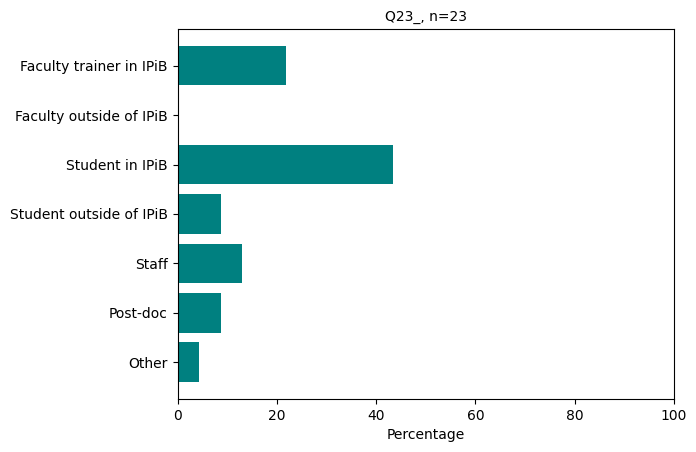 Q23_, n=23
Faculty trainer in IPiB
Faculty outside of IPiB
Student in IPiB
Student outside of IPiB
Staff
Post-doc
Other
0 20 40 60 80 100
Percentage